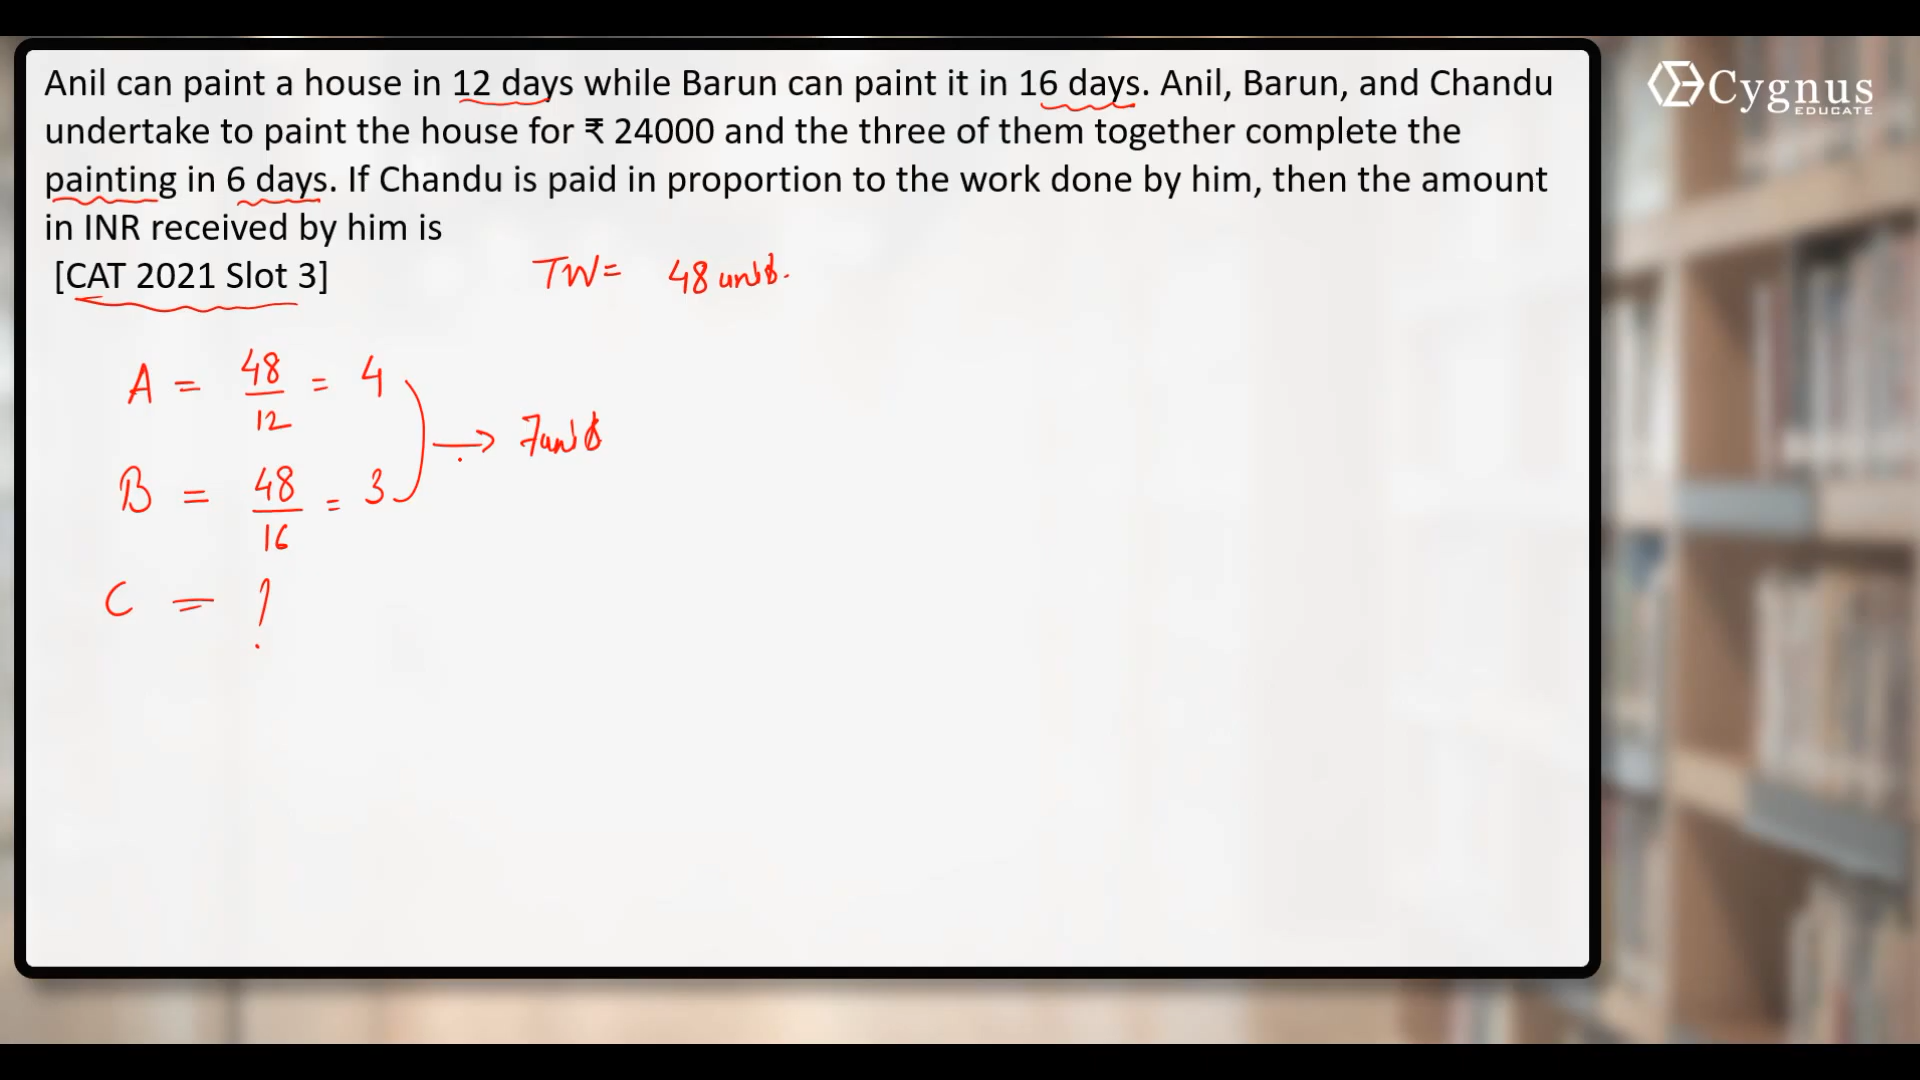 Anil can paint a house in 12 days while Barun can paint it in 16 days. Anil, Barun, and Chandu
undertake to paint the house for ₹ 24000 and the three of them together complete the
painting in 6 days. If Chandu is paid in proportion to the work done by him, then the amount
in INR received by him is
[CAT 2021 Slot 3]
TW = 48 units.
A = 48/12 = 4
B = 48/16 = 3
→ 7 units
C = ?
Cygnus
EDUCATE